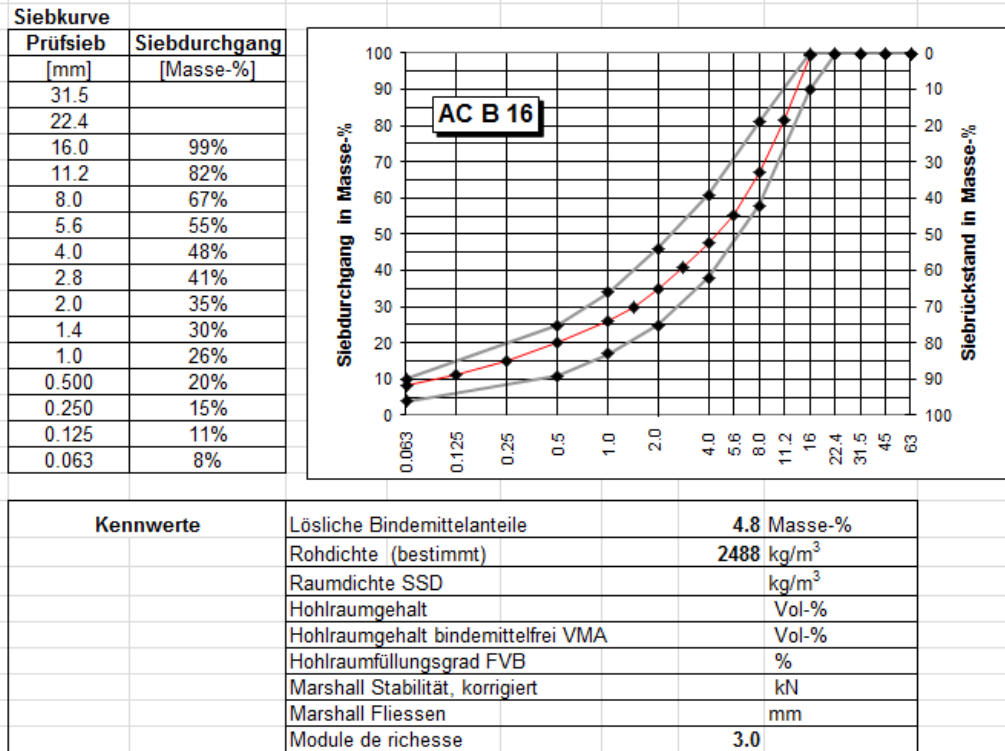 Siebkurve
Prüfsieb Siebdurchgang
[mm] [Masse-%]
31.5
22.4
16.0 99%
11.2 82%
8.0 67%
5.6 55%
4.0 48%
2.8 41%
2.0 35%
1.4 30%
1.0 26%
0.500 20%
0.250 15%
0.125 11%
0.063 8%
Siebdurchgang in Masse-%
100
90
80
70
60
50
40
30
20
10
0
AC B 16
0
10
20
30
40
50
60
70
80
90
100
Siebrückstand in Masse-%
0.063 0.125 0.25 0.5 1.0 2.0 4.0 5.6 8.0 11.2 16 22.4 31.5 45 63
Kennwerte Lösliche Bindemittelanteile 4.8 Masse-%
Rohdichte (bestimmt) 2488 kg/m³
Raumdichte SSD kg/m³
Hohlraumgehalt Vol-%
Hohlraumgehalt bindemittelfrei VMA Vol-%
Hohlraumfüllungsgrad FVB %
Marshall Stabilität, korrigiert kN
Marshall Fliessen mm
Module de richesse 3.0